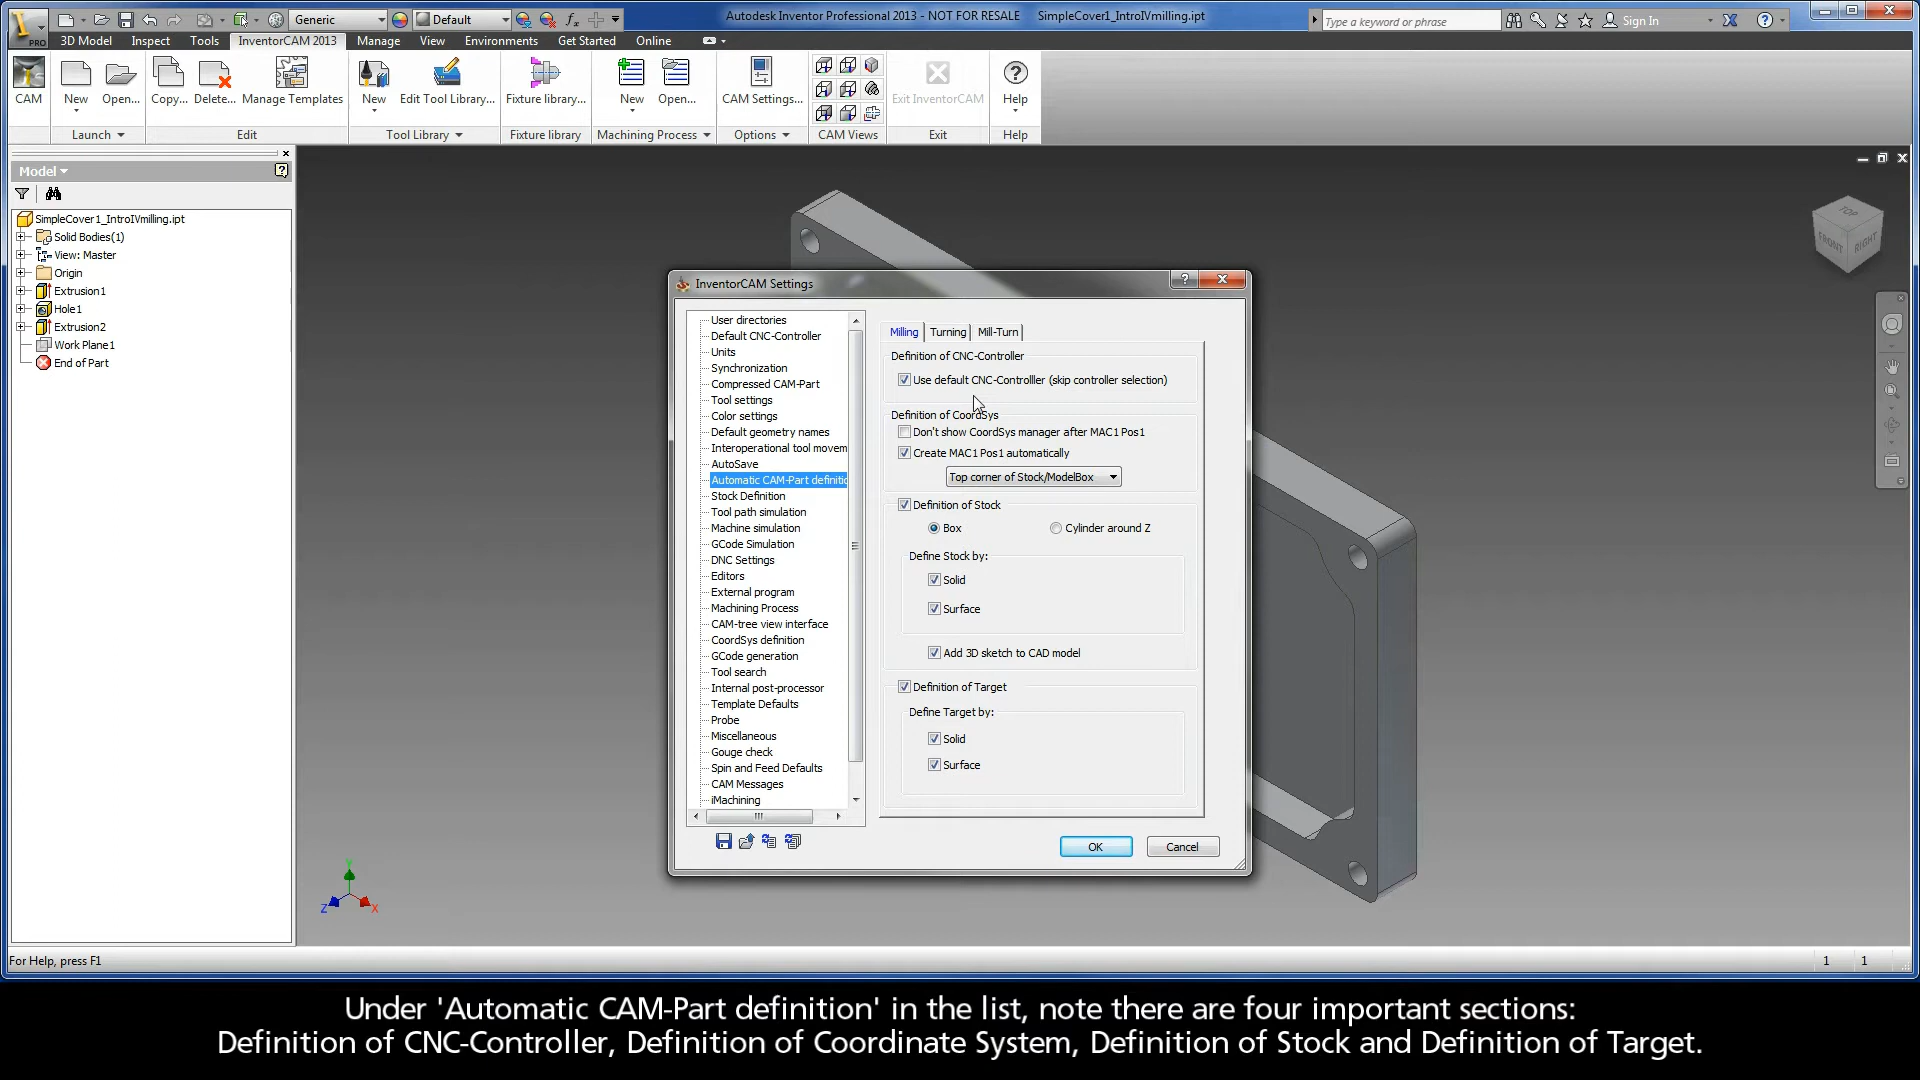 Autodesk Inventor Professional 2013 - NOT FOR RESALE SimpleCover1_IntroIVmilling.ipt
Type a keyword or phrase
Sign In
Generic
Default
PRO
3D Model Inspect Tools InventorCAM 2013 Manage View Environments Get Started Online
CAM New Open... Copy... Delete... Manage Templates New Edit Tool Library... Fixture library... New Open... CAM Settings... Exit InventorCAM Help
Launch Edit Tool Library Fixture library Machining Process Options CAM Views Exit Help
Model
SimpleCover1_IntroIVmilling.ipt
Solid Bodies(1)
View: Master
Origin
Extrusion1
Hole1
Extrusion2
Work Plane1
End of Part
TOP
FRONT
RIGHT
InventorCAM Settings
User directories
Default CNC-Controller
Units
Synchronization
Compressed CAM-Part
Tool settings
Color settings
Default geometry names
Interoperational tool movem
AutoSave
Automatic CAM-Part definitic
Stock Definition
Tool path simulation
Machine simulation
GCode Simulation
DNC Settings
Editors
External program
Machining Process
CAM-tree view interface
CoordSys definition
GCode generation
Tool search
Internal post-processor
Template Defaults
Probe
Miscellaneous
Gouge check
Spin and Feed Defaults
CAM Messages
iMachining
Milling Turning Mill-Turn
Definition of CNC-Controller
Use default CNC-Controlller (skip controller selection)
Definition of CoordSys
Don't show CoordSys manager after MAC1 Pos1
Create MAC1 Pos1 automatically
Top corner of Stock/ModelBox
Definition of Stock
Box Cylinder around Z
Define Stock by:
Solid
Surface
Add 3D sketch to CAD model
Definition of Target
Define Target by:
Solid
Surface
OK Cancel
Y
Z X
For Help, press F1
1 1
Under 'Automatic CAM-Part definition' in the list, note there are four important sections:
Definition of CNC-Controller, Definition of Coordinate System, Definition of Stock and Definition of Target.